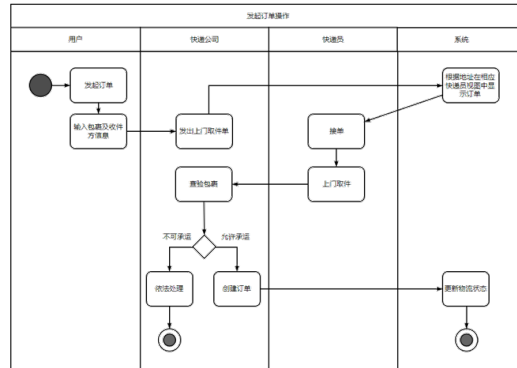 发起订单操作
用户
快递公司
快递员
系统
发起订单
根据地址在相应
快递员视图中显
示订单
输入包裹及收件
方信息
发出上门取件单
接单
查验包裹
上门取件
不可承运
允许承运
依法处理
创建订单
更新物流状态